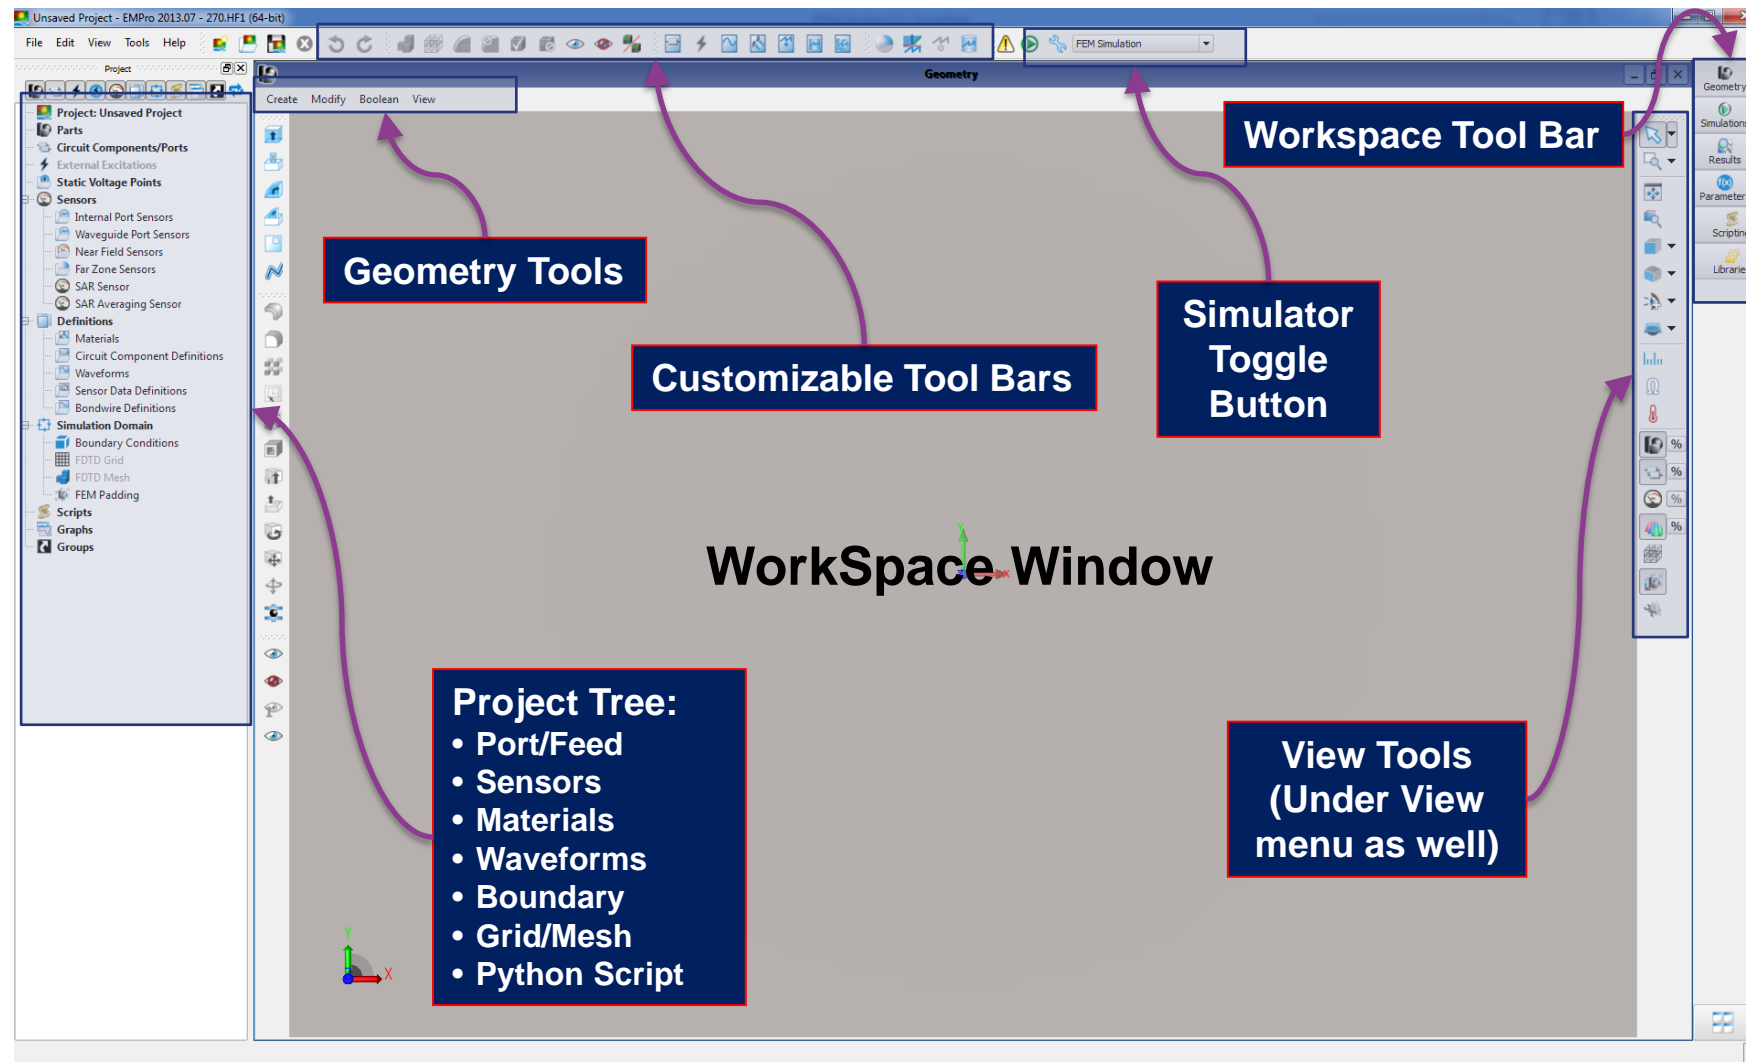 Unsaved Project - EMPro 2013.07 - 270.HF1 (64-bit)
File Edit View Tools Help
FEM Simulation
Project
Geometry
Create Modify Boolean View
Project: Unsaved Project
Parts
Circuit Components/Ports
External Excitations
Static Voltage Points
Sensors
Internal Port Sensors
Waveguide Port Sensors
Near Field Sensors
Far Zone Sensors
SAR Sensor
SAR Averaging Sensor
Definitions
Materials
Circuit Component Definitions
Waveforms
Sensor Data Definitions
Bondwire Definitions
Simulation Domain
Boundary Conditions
FDTD Grid
FDTD Mesh
FEM Padding
Scripts
Graphs
Groups
Geometry Tools
Customizable Tool Bars
Simulator
Toggle
Button
Workspace Tool Bar
Geometry
Simulations
Results
f(x)
Parameter
Scripting
Librarie
%
%
%
%
Y
WorkSpace Window
X
Project Tree:
• Port/Feed
• Sensors
• Materials
• Waveforms
• Boundary
• Grid/Mesh
• Python Script
View Tools
(Under View
menu as well)
Y
X